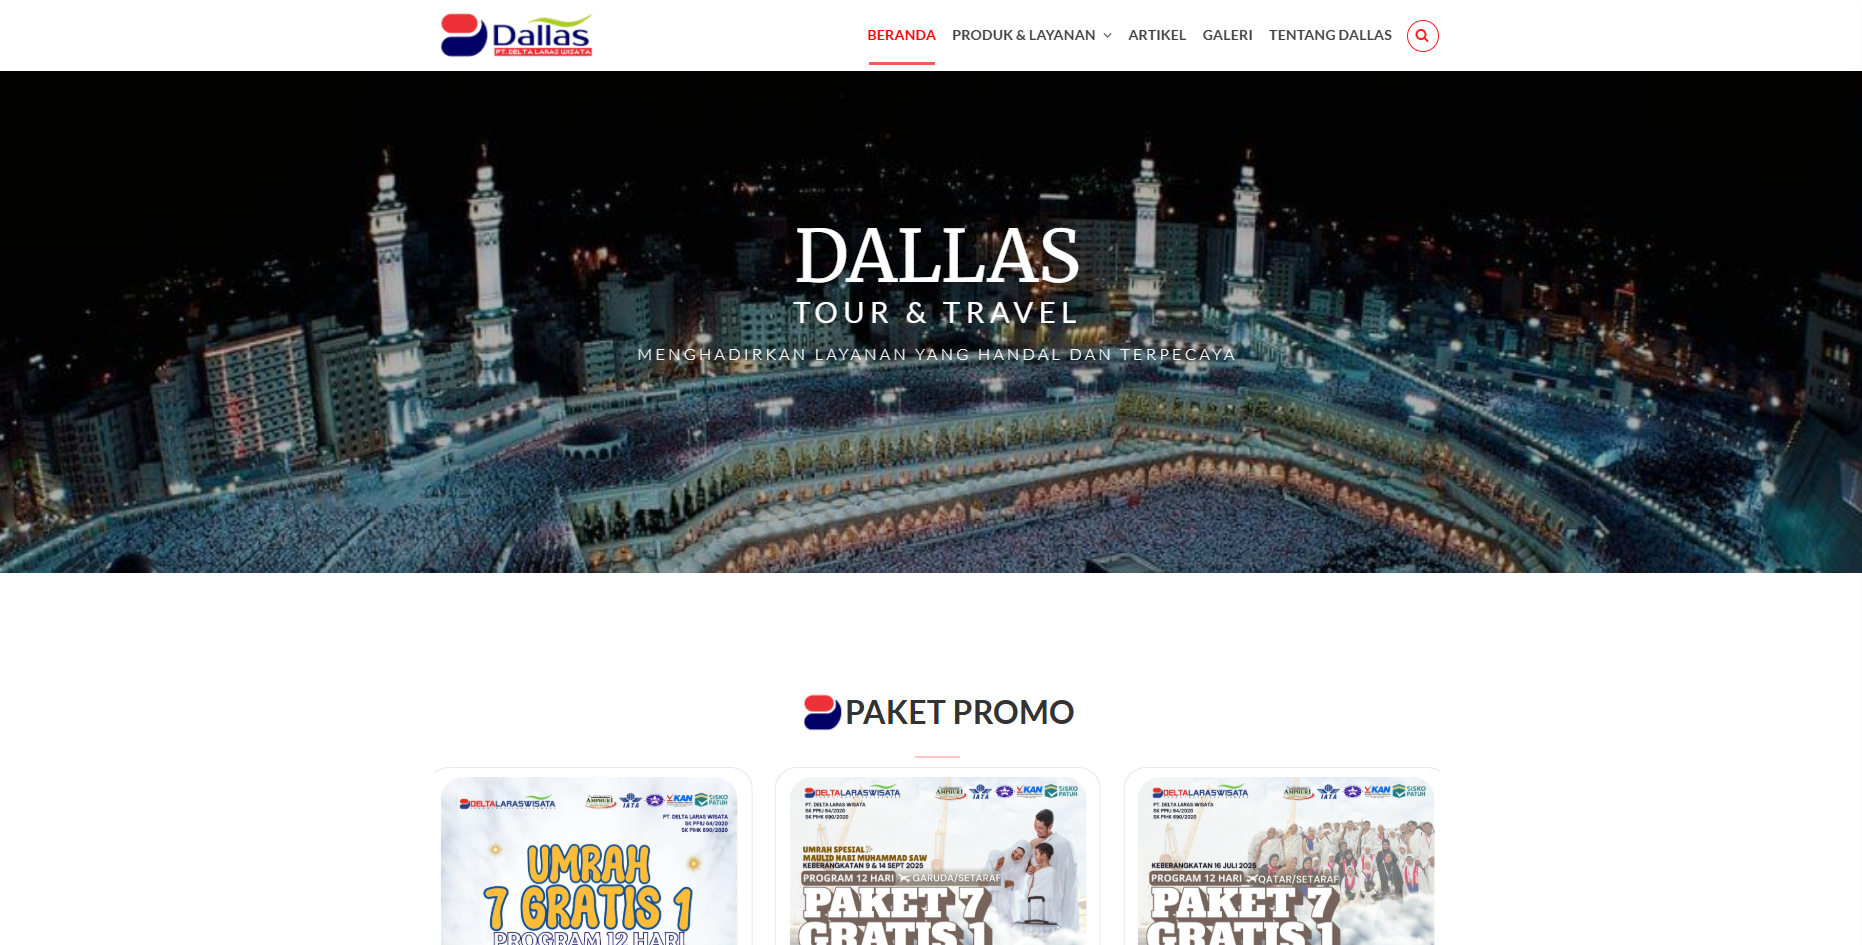 Dallas
PT. DELTA LARAS WISATA
BERANDA
PRODUK & LAYANAN
ARTIKEL
GALERI
TENTANG DALLAS
DALLAS
TOUR & TRAVEL
MENGHADIRKAN LAYANAN YANG HANDAL DAN TERPECAYA
PAKET PROMO
DELTALARASWISATA
IATA
KAN
SISKO
PATUH
PT. DELTA LARAS WISATA
SK PPIU 64/2020
SK PIHK 690/2020
UMRAH
7 GRATIS 1
PROGRAM 12 HARI
DELTALARASWISATA
AMPHURI
IATA
KAN
SISKO
PATUH
PT. DELTA LARAS WISATA
SK PPIU 64/2020
SK PIHK 690/2020
UMRAH SPESIAL
MAULID NABI MUHAMMAD SAW
KEBERANGKATAN 9 & 14 SEPT 2025
PROGRAM 12 HARI GARUDA/SETARAF
PAKET 7
GRATIS 1
DELTALARASWISATA
AMPHURI
IATA
KAN
SISKO
PATUH
PT. DELTA LARAS WISATA
SK PPIU 64/2020
SK PIHK 690/2020
KEBERANGKATAN 16 JULI 2025
PROGRAM 12 HARI QATAR/SETARAF
PAKET 7
GRATIS 1